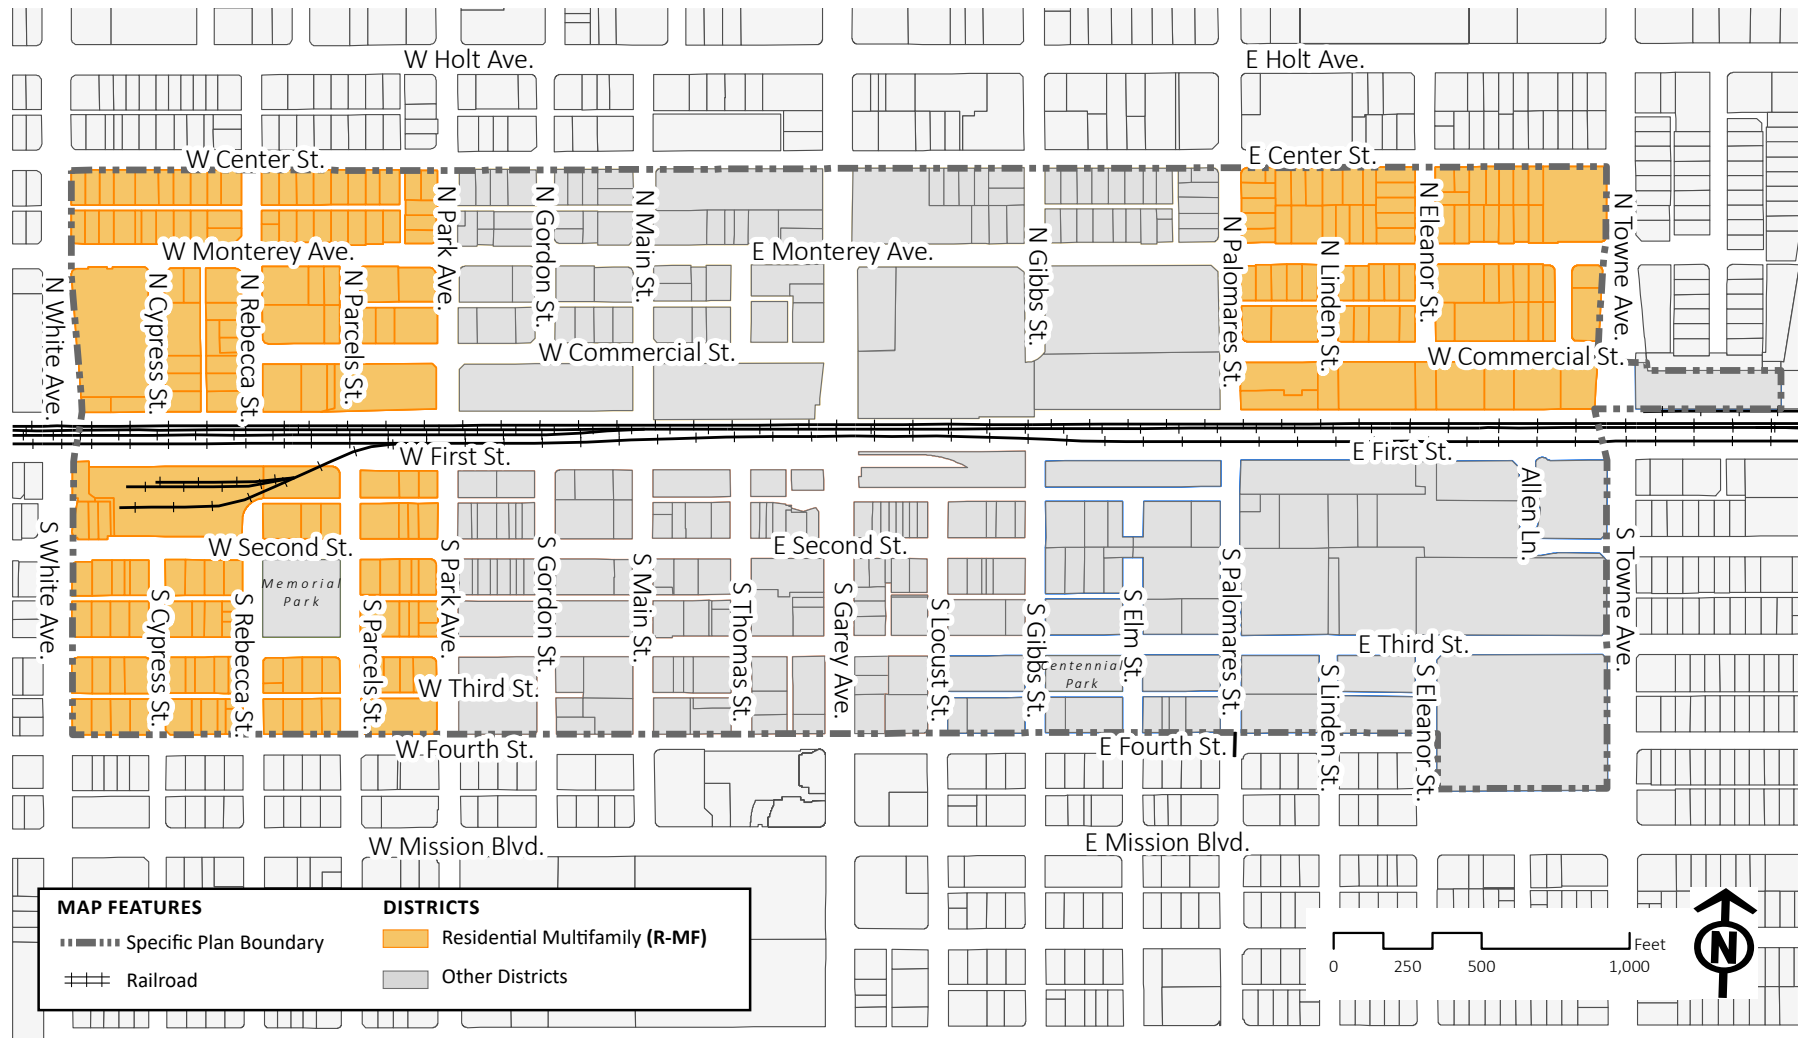 W Holt Ave.
E Holt Ave.
W Center St.
E Center St.
N Park Ave.
N Gordon St.
N Main St.
N Gibbs St.
N Palomares St.
N Linden St.
N Eleanor St.
N Towne Ave.
W Monterey Ave.
E Monterey Ave.
N White Ave.
N Cypress St.
N Rebecca St.
N Parcels St.
W Commercial St.
W Commercial St.
W First St.
E First St.
Allen Ln.
S White Ave.
W Second St.
E Second St.
S Towne Ave.
Memorial
Park
S Cypress St.
S Rebecca St.
S Parcels St.
S Park Ave.
S Gordon St.
S Main St.
S Thomas St.
S Garey Ave.
S Locust St.
S Gibbs St.
S Elm St.
S Palomares St.
S Linden St.
S Eleanor St.
E Third St.
Centennial
Park
W Third St.
W Fourth St.
E Fourth St.
W Mission Blvd.
E Mission Blvd.
MAP FEATURES
Specific Plan Boundary
Railroad
DISTRICTS
Residential Multifamily (R-MF)
Other Districts
Feet
0 250 500 1,000
N